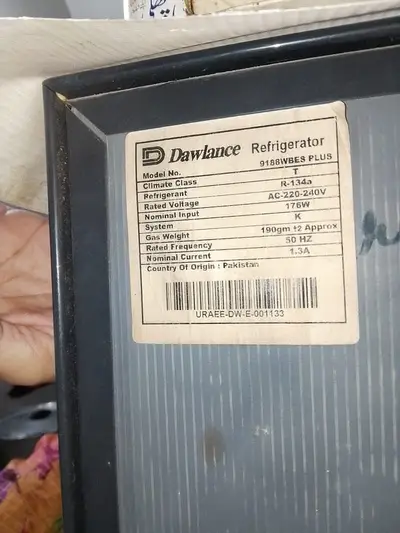 Dawlance Refrigerator
Model No. 9188WBES PLUS
Climate Class T
Refrigerant R-134a
Rated Voltage AC-220-240V
Nominal Input 176W
System K
Gas Weight 190gm ±2 Approx
Rated Frequency 50 HZ
Nominal Current 1.3A
Country Of Origin : Pakistan
URAEE-DW-E-001133